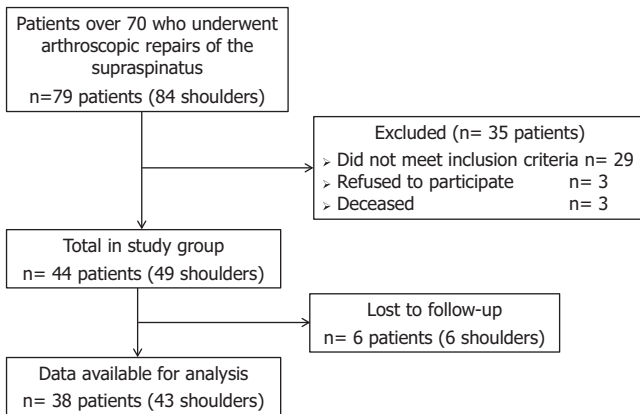 Patients over 70 who underwent
arthroscopic repairs of the
supraspinatus
n=79 patients (84 shoulders)
Excluded (n= 35 patients)
➢ Did not meet inclusion criteria n= 29
➢ Refused to participate n= 3
➢ Deceased n= 3
Total in study group
n= 44 patients (49 shoulders)
Lost to follow-up
n= 6 patients (6 shoulders)
Data available for analysis
n= 38 patients (43 shoulders)